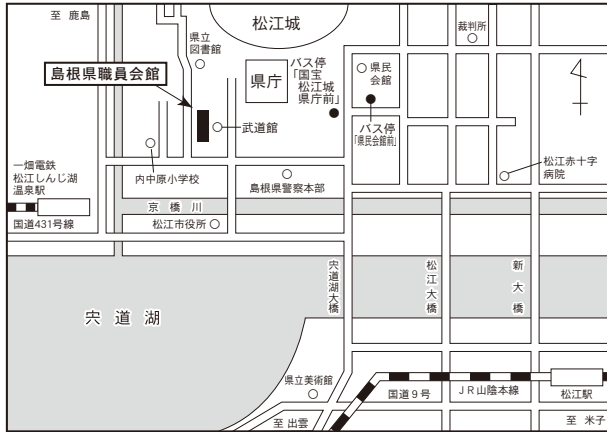 至 鹿島
松江城
県立
図書館
裁判所
島根県職員会館
県庁
バス停
「国宝
松江城
県庁前」
県民
会館
バス停
「県民会館前」
武道館
一畑電鉄
松江しんじ湖
温泉駅
内中原小学校
島根県警察本部
松江赤十字
病院
京橋川
国道431号線
松江市役所
宍道湖大橋
松江大橋
新大橋
宍道湖
県立美術館
国道9号
JR山陰本線
松江駅
至 出雲
至 米子